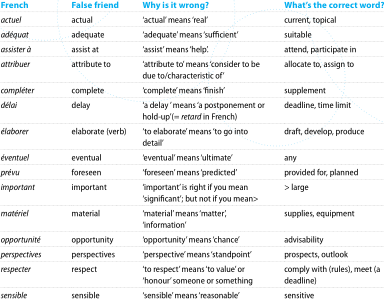 French False friend Why is it wrong? What's the correct word?
actuel actual 'actual' means 'real' current, topical
adéquat adequate 'adequate' means 'sufficient' suitable
assister à assist at 'assist' means 'help'. attend, participate in
attribuer attribute to 'attribute to' means 'consider to be allocate to, assign to
due to/characteristic of'
compléter complete 'complete' means 'finish' supplement
délai delay 'a delay' means 'a postponement or deadline, time limit
hold-up'(= retard in French)
élaborer elaborate (verb) 'to elaborate' means 'to go into draft, develop, produce
detail'
éventuel eventual 'eventual' means 'ultimate' any
prévu foreseen 'foreseen' means 'predicted' provided for, planned
important important 'important' is right if you mean > large
'significant'; but not if you mean>
matériel material 'material' means 'matter', supplies, equipment
'information'
opportunité opportunity 'opportunity' means 'chance' advisability
perspectives perspectives 'perspective' means 'standpoint' prospects, outlook
respecter respect 'to respect' means 'to value' or comply with (rules), meet (a
'honour' someone or something deadline)
sensible sensible 'sensible' means 'reasonable' sensitive